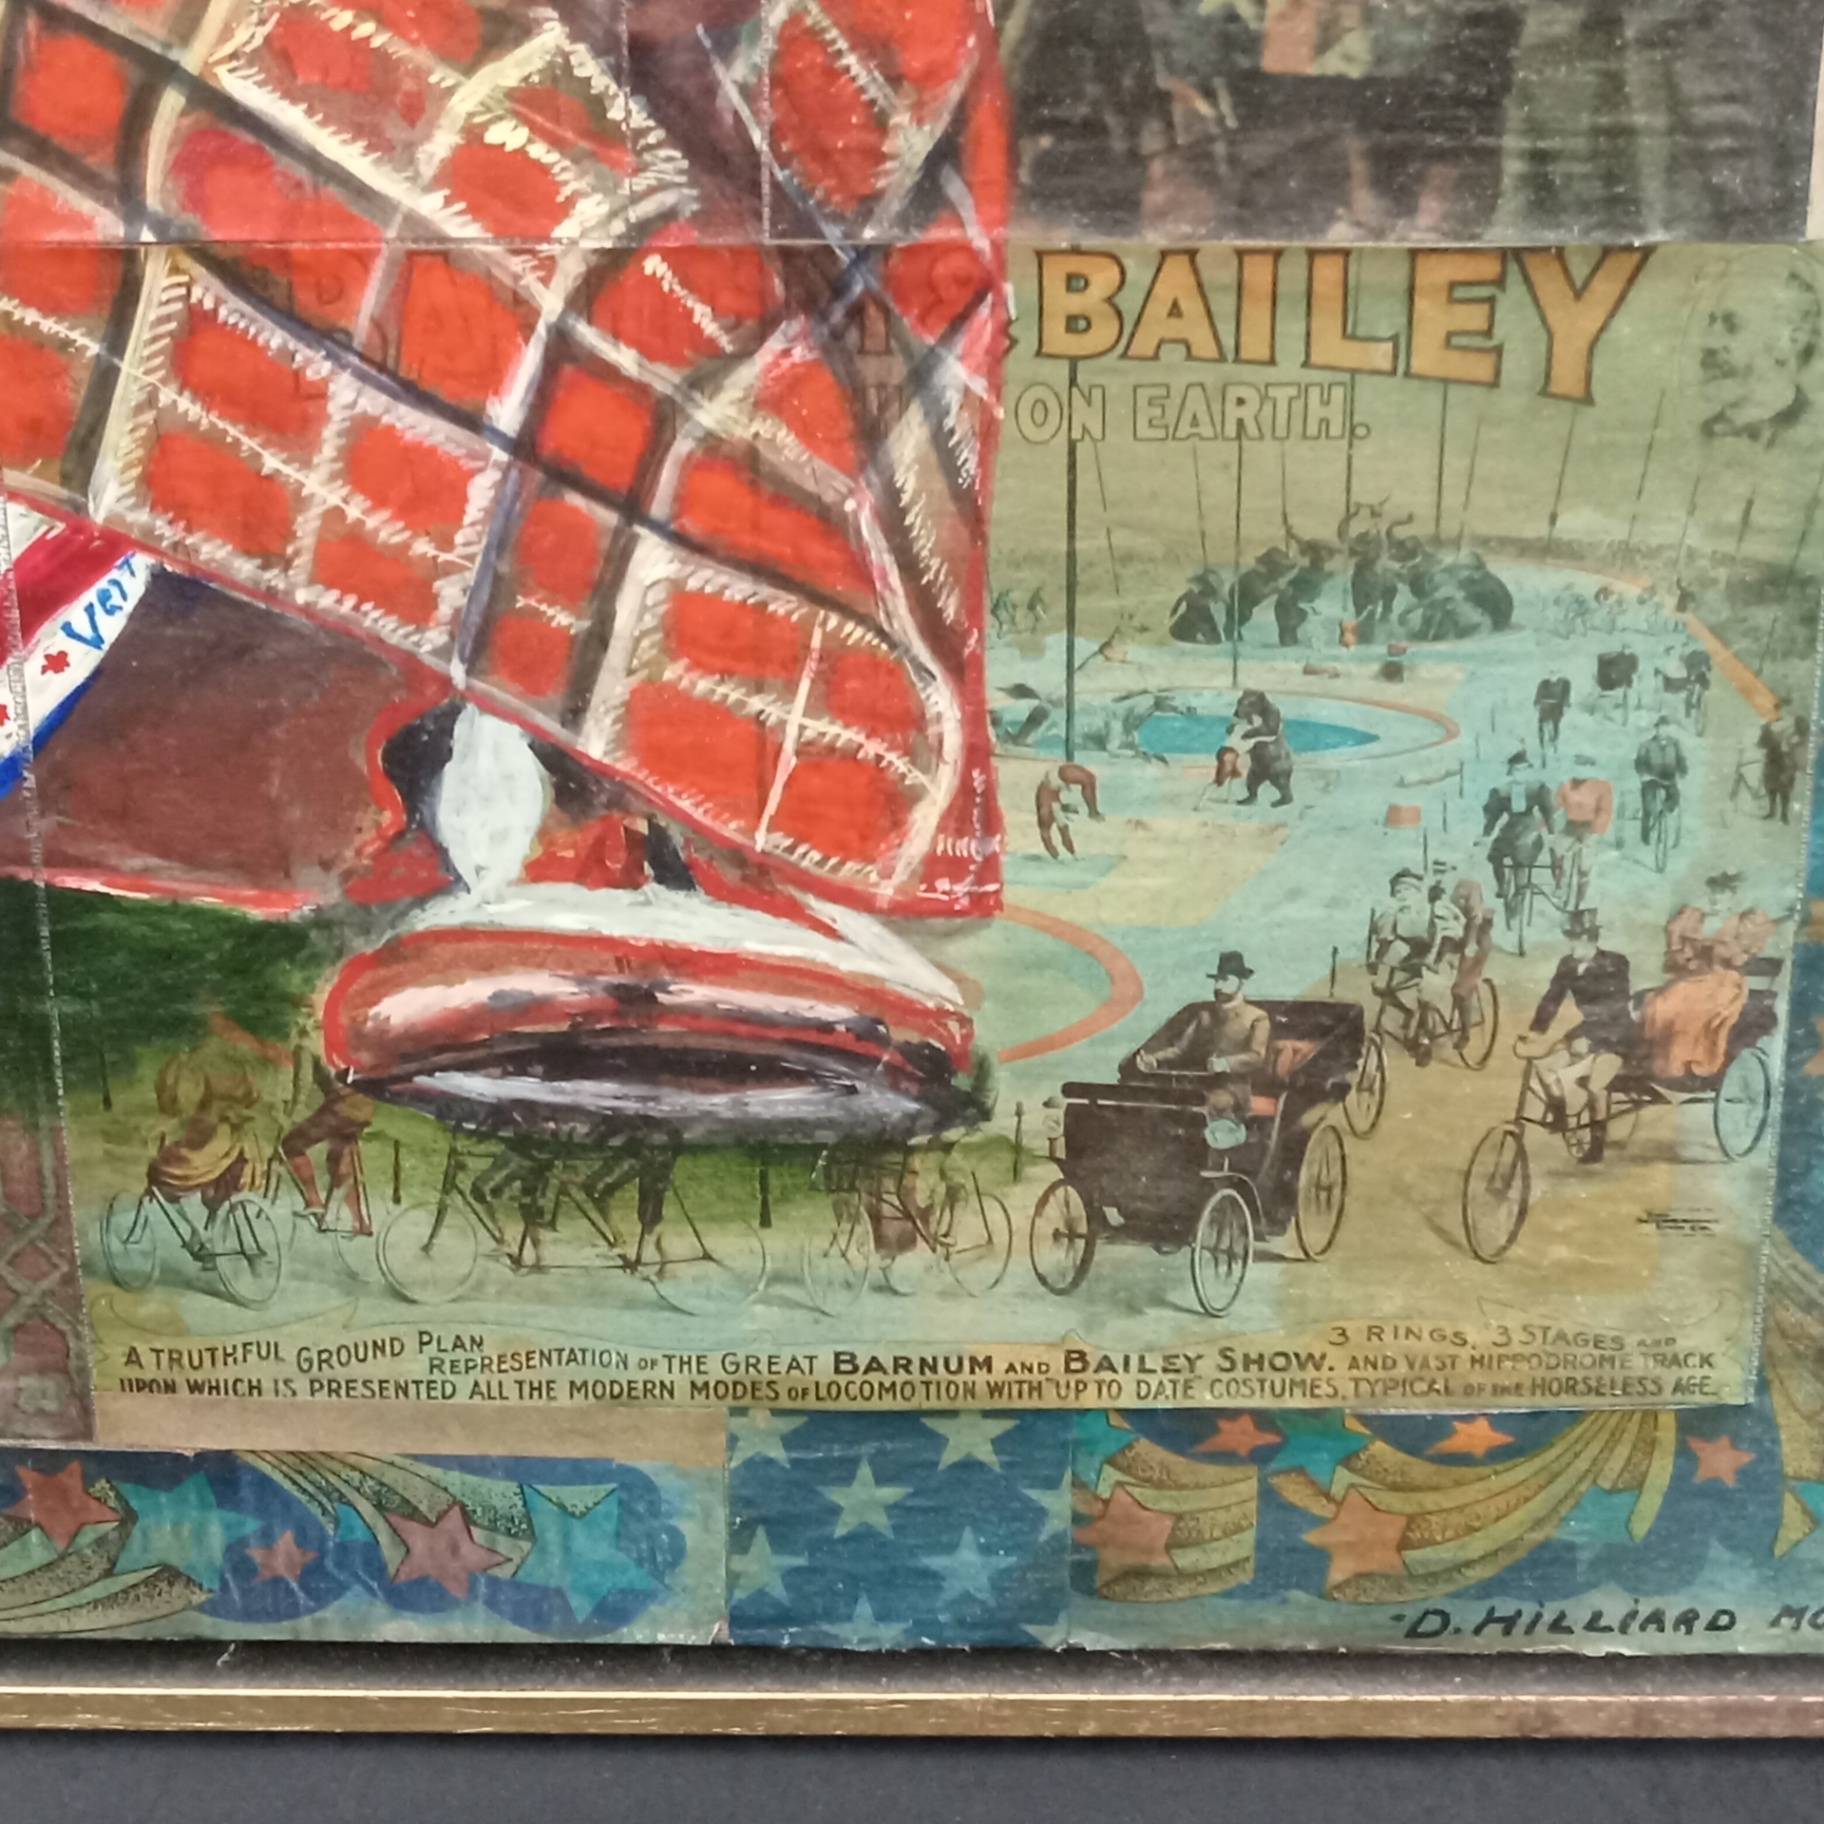 & BAILEY
ON EARTH.
Vert
A TRUTHFUL GROUND PLAN
REPRESENTATION OF THE GREAT BARNUM AND BAILEY SHOW.
3 RINGS, 3 STAGES AND
AND VAST HIPPODROME TRACK
UPON WHICH IS PRESENTED ALL THE MODERN MODES OF LOCOMOTION WITH "UP TO DATE" COSTUMES, TYPICAL OF THE HORSELESS AGE.
-D. HILLIARD MO